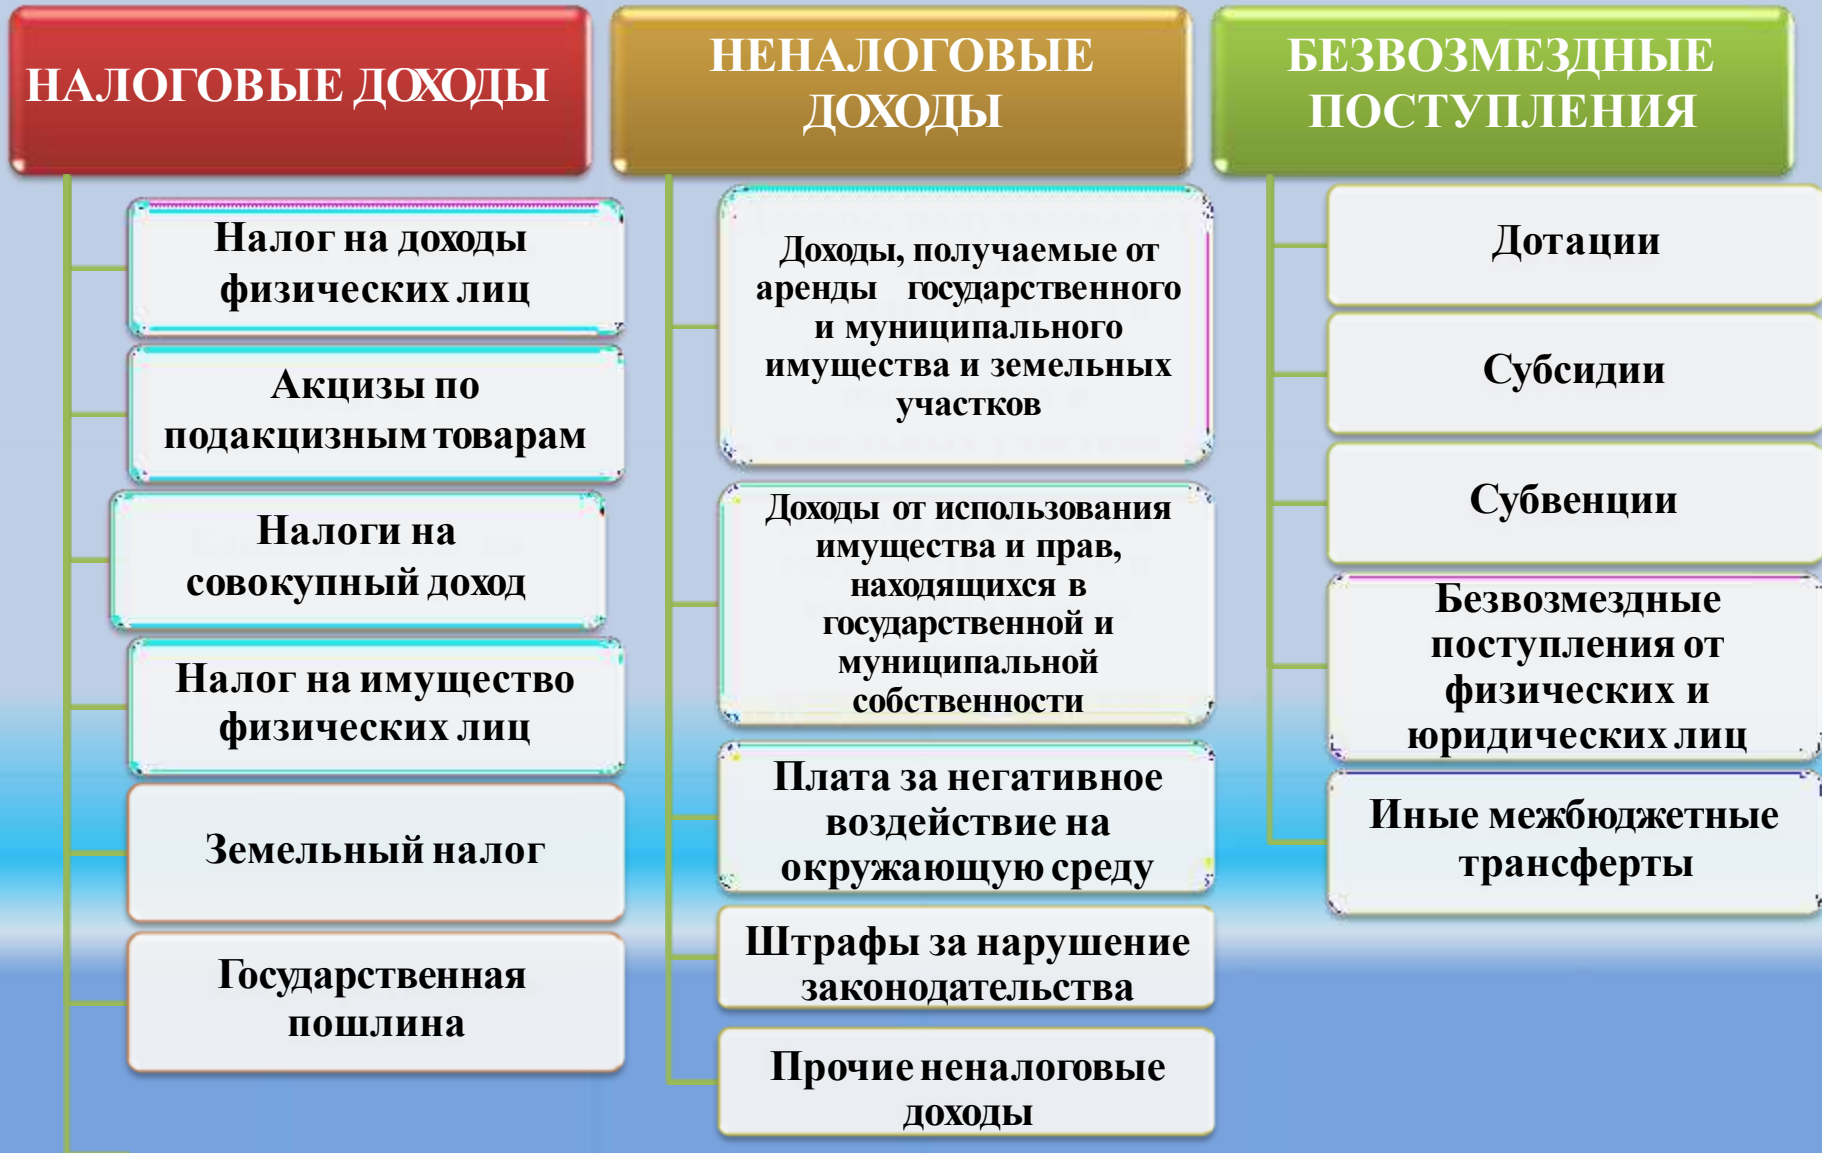 НАЛОГОВЫЕ ДОХОДЫ
Налог на доходы
физических лиц
Акцизы по
подакцизным товарам
Налоги на
совокупный доход
Налог на имущество
физических лиц
Земельный налог
Государственная
пошлина
НЕНАЛОГОВЫЕ
ДОХОДЫ
Доходы, получаемые от
аренды государственного
и муниципального
имущества и земельных
участков
Доходы от использования
имущества и прав,
находящихся в
государственной и
муниципальной
собственности
Плата за негативное
воздействие на
окружающую среду
Штрафы за нарушение
законодательства
Прочие неналоговые
доходы
БЕЗВОЗМЕЗДНЫЕ
ПОСТУПЛЕНИЯ
Дотации
Субсидии
Субвенции
Безвозмездные
поступления от
физических и
юридических лиц
Иные межбюджетные
трансферты